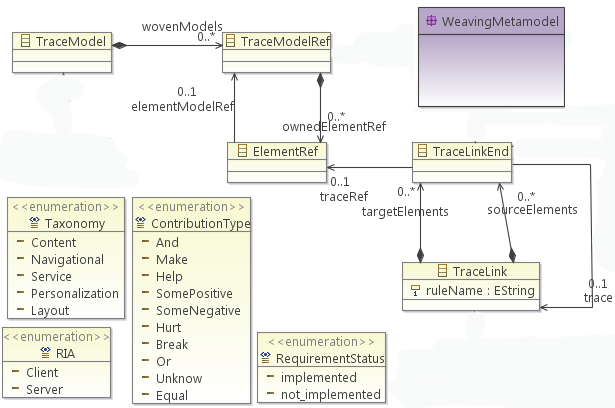 wovenModels
TraceModel
0..*
TraceModelRef
WeavingMetamodel
0..1
elementModelRef
0..*
ownedElementRef
ElementRef
TraceLinkEnd
0..1
traceRef
0..*
targetElements
0..*
sourceElements
<<enumeration>>
Taxonomy
Content
Navigational
Service
Personalization
Layout
<<enumeration>>
ContributionType
And
Make
Help
SomePositive
SomeNegative
Hurt
Break
Or
Unknow
Equal
TraceLink
ruleName : EString
0..1
trace
<<enumeration>>
RIA
Client
Server
<<enumeration>>
RequirementStatus
implemented
not_implemented